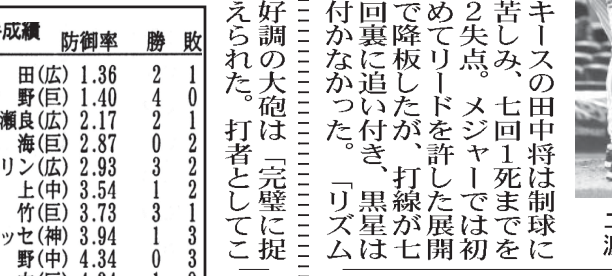 キースの田中将は制球に
苦しみ、七回1死までを
2失点。メジャーでは初
めてリードを許した展開
で降板したが、打線が七
回裏に追い付き、黒星は
付かなかった。「リズム
好調の大砲は「完璧に捉
えられた。打者としてこ
成績 防御率 勝 敗
田(広) 1.36 2 1
野(巨) 1.40 4 0
瀬良(広) 2.17 2 1
海(巨) 2.87 0 2
リン(広) 2.93 3 2
上(中) 3.54 1 2
竹(巨) 3.73 3 1
ッセ(神) 3.94 1 3
野(中) 4.34 0 3